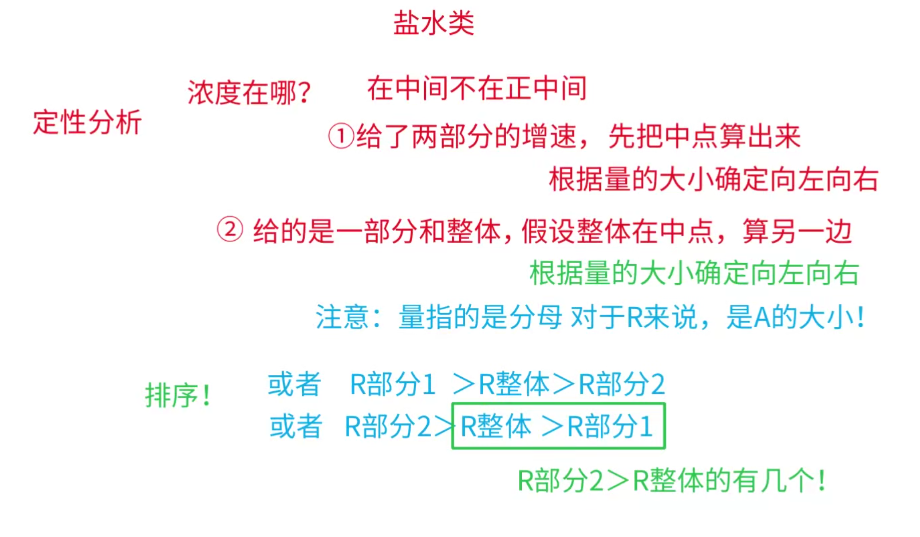 盐水类
浓度在哪？ 在中间不在正中间
定性分析
①给了两部分的增速，先把中点算出来
根据量的大小确定向左向右
② 给的是一部分和整体，假设整体在中点，算另一边
根据量的大小确定向左向右
注意：量指的是分母 对于R来说，是A的大小！
排序！ 或者 R部分1 ＞R整体＞R部分2
或者 R部分2＞R整体 ＞R部分1
R部分2＞R整体的有几个！